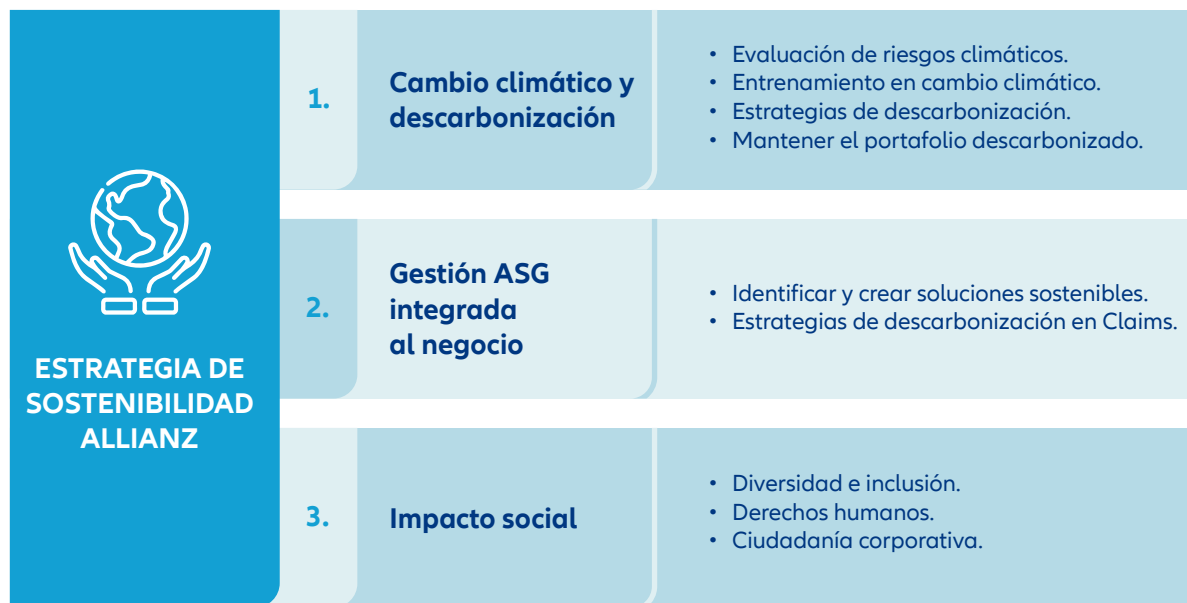 ESTRATEGIA DE
SOSTENIBILIDAD
ALLIANZ
1.
Cambio climático y
descarbonización
• Evaluación de riesgos climáticos.
• Entrenamiento en cambio climático.
• Estrategias de descarbonización.
• Mantener el portafolio descarbonizado.
2.
Gestión ASG
integrada
al negocio
• Identificar y crear soluciones sostenibles.
• Estrategias de descarbonización en Claims.
3.
Impacto social
• Diversidad e inclusión.
• Derechos humanos.
• Ciudadanía corporativa.